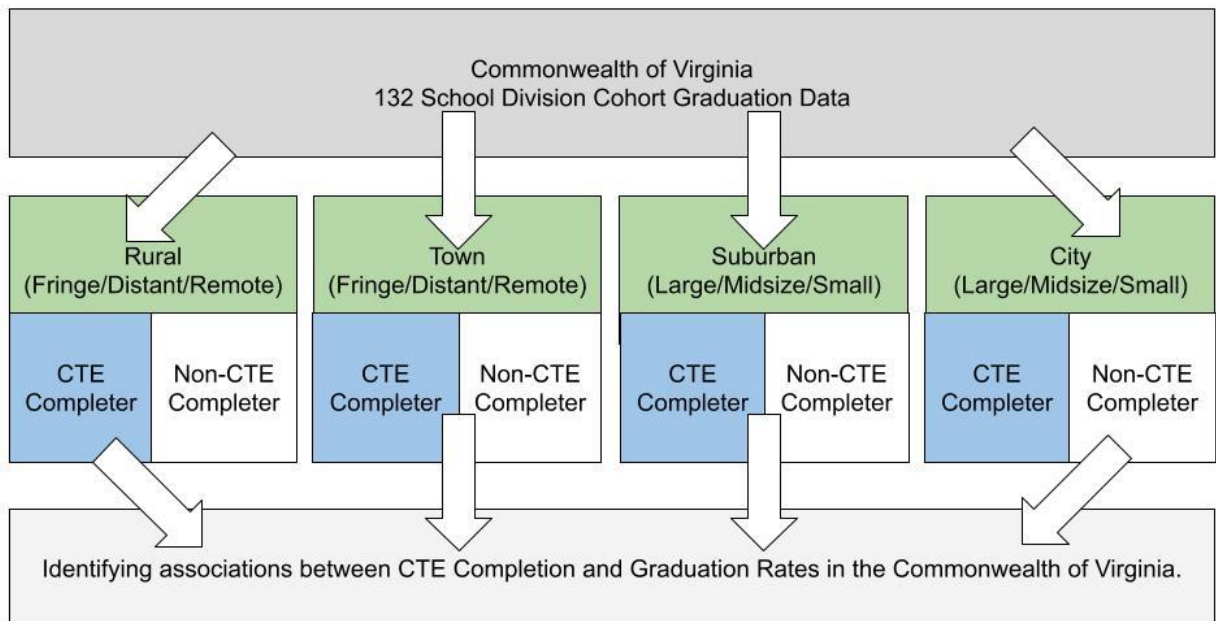 Commonwealth of Virginia
132 School Division Cohort Graduation Data
Rural
(Fringe/Distant/Remote)
Town
(Fringe/Distant/Remote)
Suburban
(Large/Midsize/Small)
City
(Large/Midsize/Small)
CTE
Completer
Non-CTE
Completer
CTE
Completer
Non-CTE
Completer
CTE
Completer
Non-CTE
Completer
CTE
Completer
Non-CTE
Completer
Identifying associations between CTE Completion and Graduation Rates in the Commonwealth of Virginia.